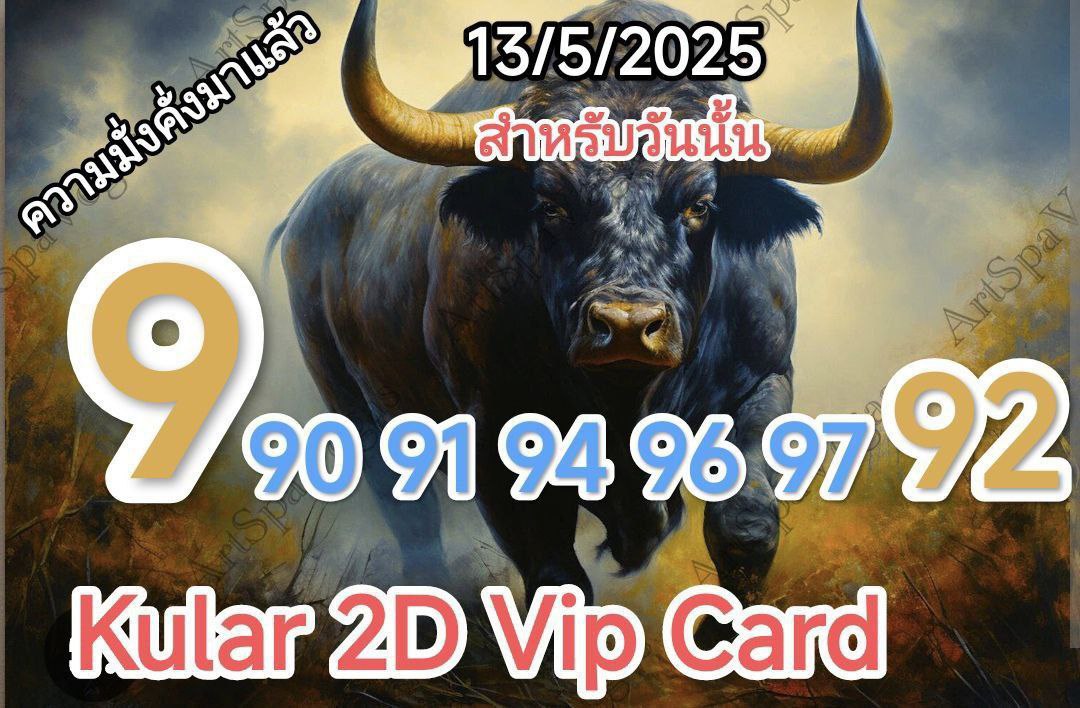 13/5/2025
ความมั่งคั่งมาแล้ว
สำหรับวันนั้น
9 90 91 94 96 97 92
Kular 2D Vip Card
ArtSpaV